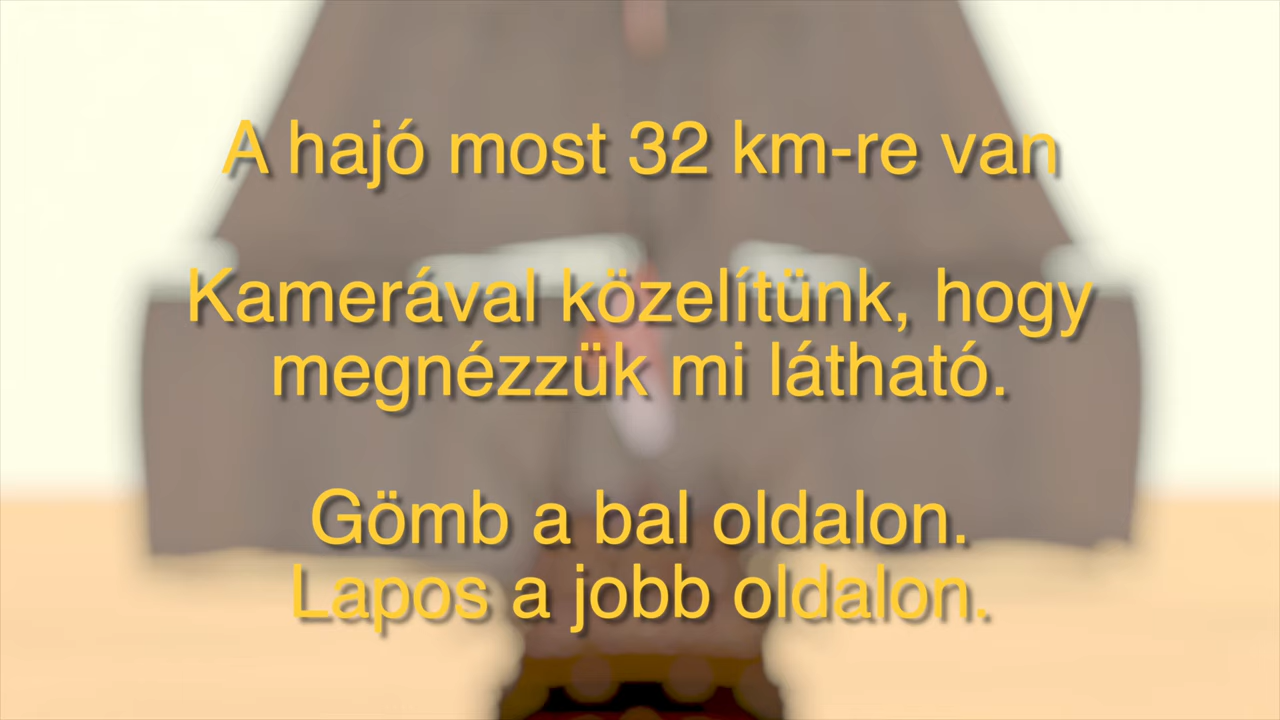 A hajó most 32 km-re van
Kamerával közelítünk, hogy
megnézzük mi látható.
Gömb a bal oldalon.
Lapos a jobb oldalon.